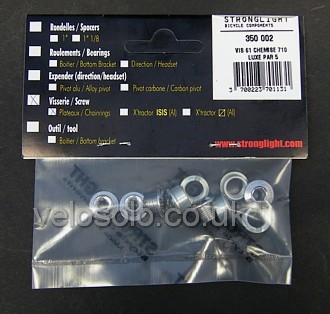 Rondelles / Spacers
1" 1" 1/8
Roulements / Bearings
Boitier / Bottom Bracket Direction / Headset
Expender (direction/headset)
Pivot alu / Alloy pivot Pivot carbone / Carbon pivot
Visserie / Screw
Plateaux / Chainrings X'tractor ISIS (Al) X'tractor (Al)
Outil / tool
Boitier / Bottom bracket
STRONGLIGHT
BICYCLE COMPONENTS
350 002
VIS 61 CHEMISE 710
LUXE PAR 5
3 700223 701131
www.stronglight.com
velosolo.co.uk